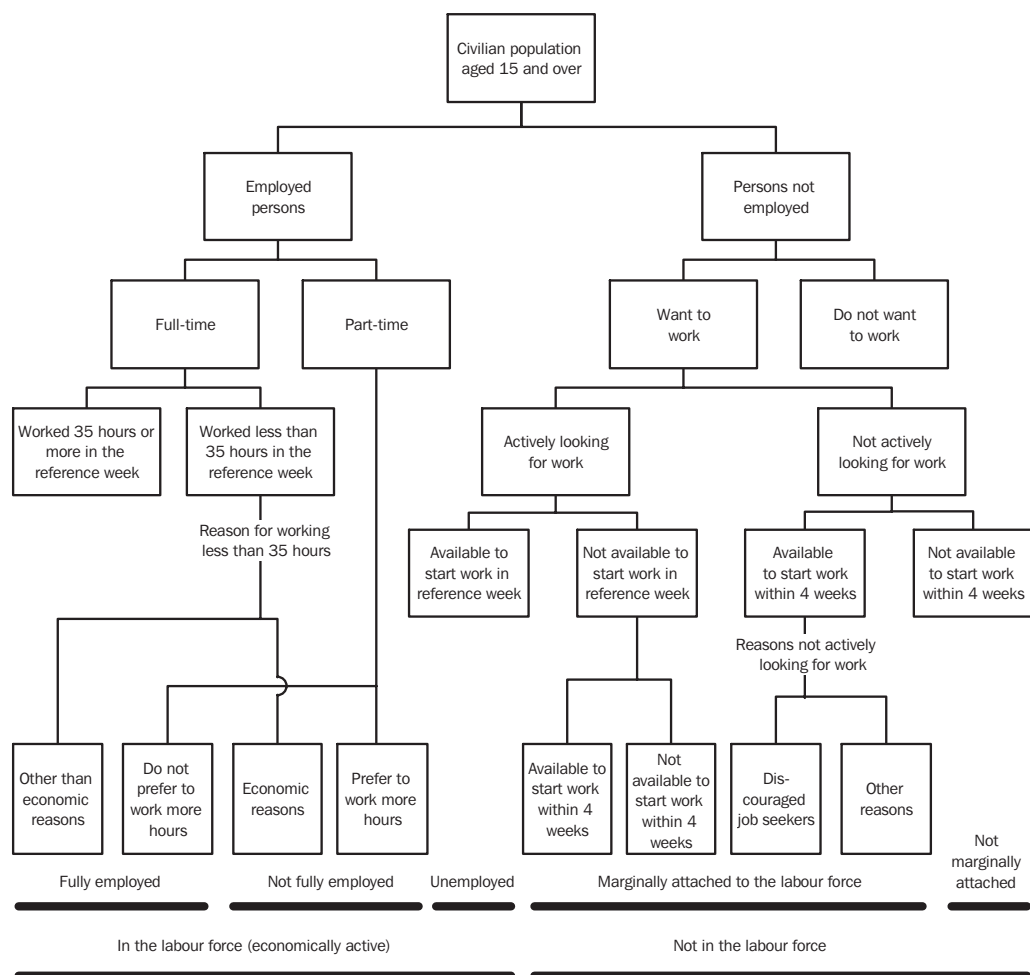 Civilian population
aged 15 and over
Employed
persons
Persons not
employed
Full-time
Part-time
Want to
work
Do not want
to work
Worked 35 hours or
more in the
reference week
Worked less than
35 hours in the
reference week
Actively looking
for work
Not actively
looking for work
Reason for working
less than 35 hours
Available to
start work in
reference week
Not available to
start work in
reference week
Available
to start work
within 4 weeks
Not available
to start work
within 4 weeks
Reasons not actively
looking for work
Other than
economic
reasons
Do not
prefer to
work more
hours
Economic
reasons
Prefer to
work more
hours
Available to
start work
within 4
weeks
Not
available to
start work
within 4
weeks
Dis-
couraged
job seekers
Other
reasons
Fully employed
Not fully employed
Unemployed
Marginally attached to the labour force
Not
marginally
attached
In the labour force (economically active)
Not in the labour force